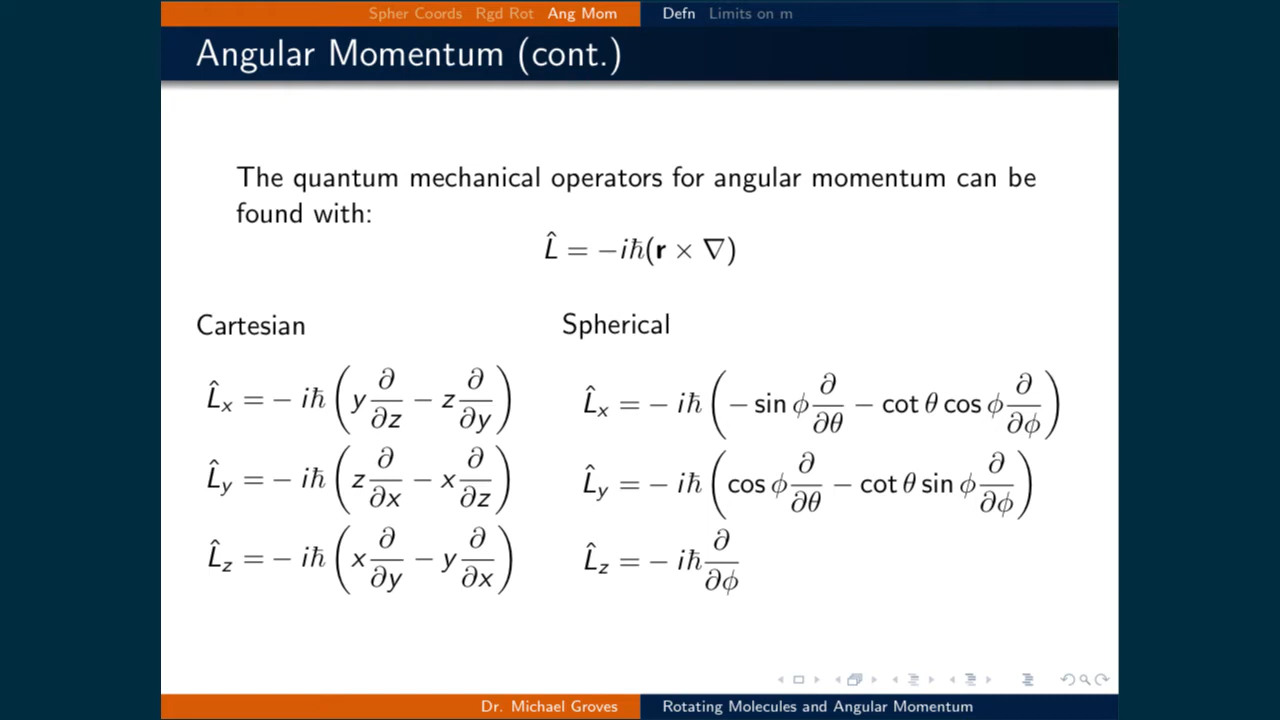 Spher Coords Rgd Rot Ang Mom Defn Limits on m
Angular Momentum (cont.)
The quantum mechanical operators for angular momentum can be
found with:
L̂ = −iħ(r × ∇)
Cartesian
L̂x = − iħ (y ∂/∂z − z ∂/∂y)
L̂y = − iħ (z ∂/∂x − x ∂/∂z)
L̂z = − iħ (x ∂/∂y − y ∂/∂x)
Spherical
L̂x = − iħ (− sin ϕ ∂/∂θ − cot θ cos ϕ ∂/∂ϕ)
L̂y = − iħ (cos ϕ ∂/∂θ − cot θ sin ϕ ∂/∂ϕ)
L̂z = − iħ ∂/∂ϕ
Dr. Michael Groves Rotating Molecules and Angular Momentum